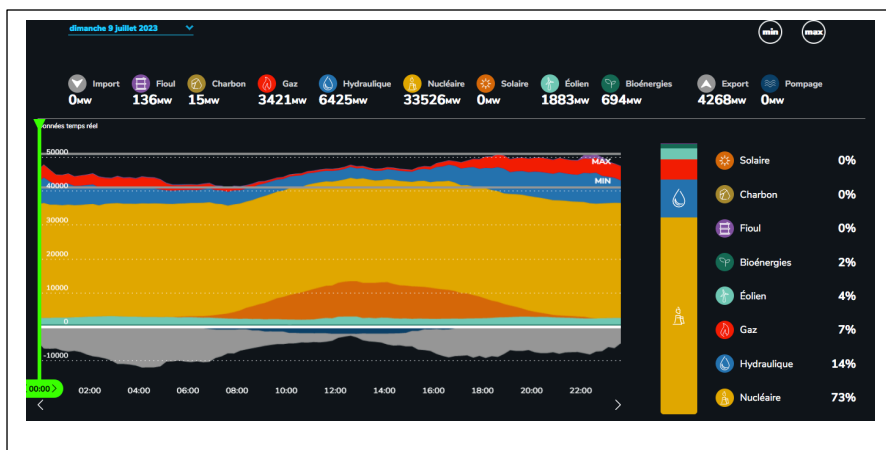 dimanche 9 juillet 2023
min max
Import Fioul Charbon Gaz Hydraulique Nucléaire Solaire Éolien Bioénergies Export Pompage
0MW 136MW 15MW 3421MW 6425MW 33526MW 0MW 1883MW 694MW 4268MW 0MW
Données temps réel
50000
MAX
MIN
40000
30000
20000
10000
0
-10000
00:00 02:00 04:00 06:00 08:00 10:00 12:00 14:00 16:00 18:00 20:00 22:00
Solaire 0%
Charbon 0%
Fioul 0%
Bioénergies 2%
Éolien 4%
Gaz 7%
Hydraulique 14%
Nucléaire 73%